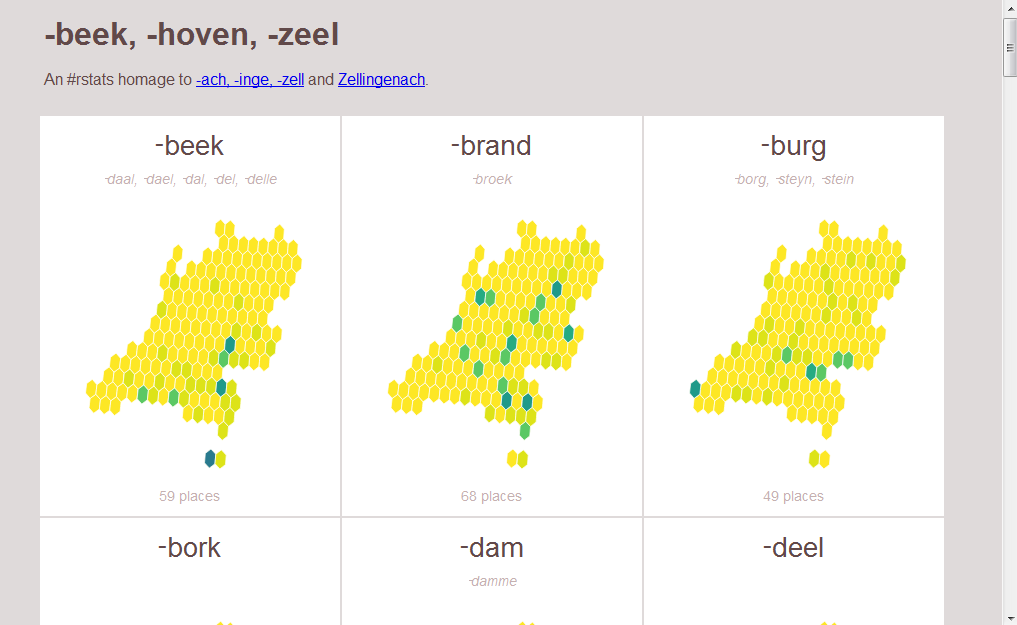 -beek, -hoven, -zeel
An #rstats homage to -ach, -inge, -zell and Zellingenach.
-beek
-daal, -dael, -dal, -del, -delle
59 places
-brand
-broek
68 places
-burg
-borg, -steyn, -stein
49 places
-bork
-dam
-damme
-deel